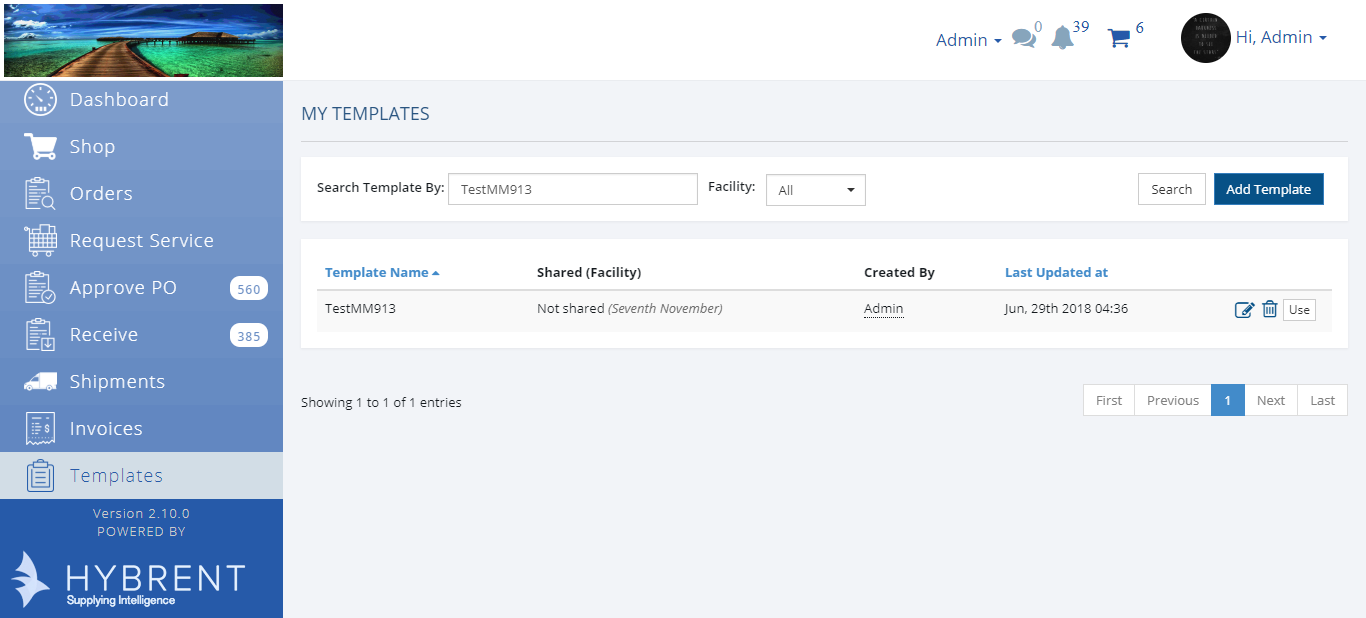 Admin 0 39 6 Hi, Admin
Dashboard
Shop
Orders
Request Service
Approve PO 560
Receive 385
Shipments
Invoices
Templates
Version 2.10.0
POWERED BY
HYBRENT
Supplying Intelligence
MY TEMPLATES
Search Template By: TestMM913 Facility: All Search Add Template
Template Name Shared (Facility) Created By Last Updated at
TestMM913 Not shared (Seventh November) Admin Jun, 29th 2018 04:36 Use
Showing 1 to 1 of 1 entries
First Previous 1 Next Last